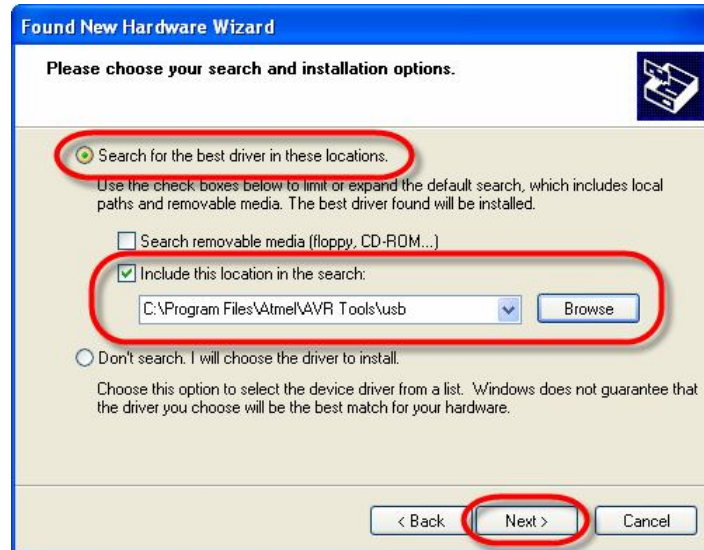 Found New Hardware Wizard
Please choose your search and installation options.
Search for the best driver in these locations.
Use the check boxes below to limit or expand the default search, which includes local
paths and removable media. The best driver found will be installed.
Search removable media (floppy, CD-ROM...)
Include this location in the search:
C:\Program Files\Atmel\AVR Tools\usb
Browse
Don't search. I will choose the driver to install.
Choose this option to select the device driver from a list. Windows does not guarantee that
the driver you choose will be the best match for your hardware.
< Back Next > Cancel